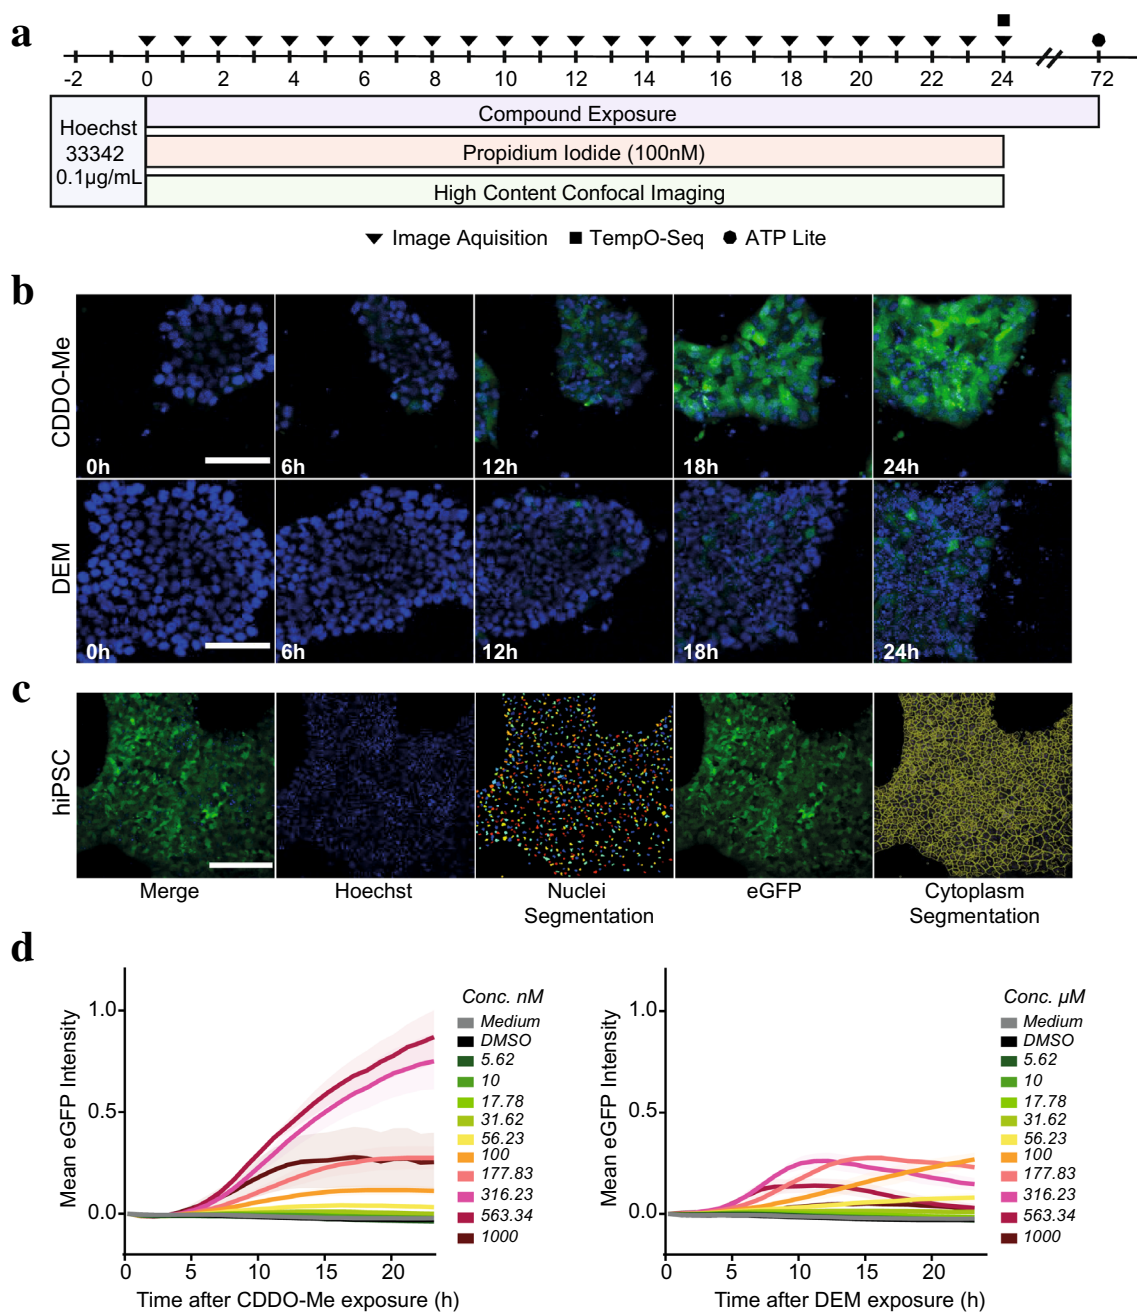 a
-2 0 2 4 6 8 10 12 14 16 18 20 22 24 72
Compound Exposure
Hoechst
33342
0.1µg/mL
Propidium Iodide (100nM)
High Content Confocal Imaging
Image Aquisition TempO-Seq ATP Lite
b
CDDO-Me
0h 6h 12h 18h 24h
DEM
0h 6h 12h 18h 24h
c
hiPSC
Merge Hoechst Nuclei eGFP Cytoplasm
Segmentation Segmentation
d
Mean eGFP Intensity
1.0
0.5
0.0
0 5 10 15 20
Time after CDDO-Me exposure (h)
Conc. nM
Medium
DMSO
5.62
10
17.78
31.62
56.23
100
177.83
316.23
563.34
1000
Mean eGFP Intensity
1.0
0.5
0.0
0 5 10 15 20
Time after DEM exposure (h)
Conc. µM
Medium
DMSO
5.62
10
17.78
31.62
56.23
100
177.83
316.23
563.34
1000